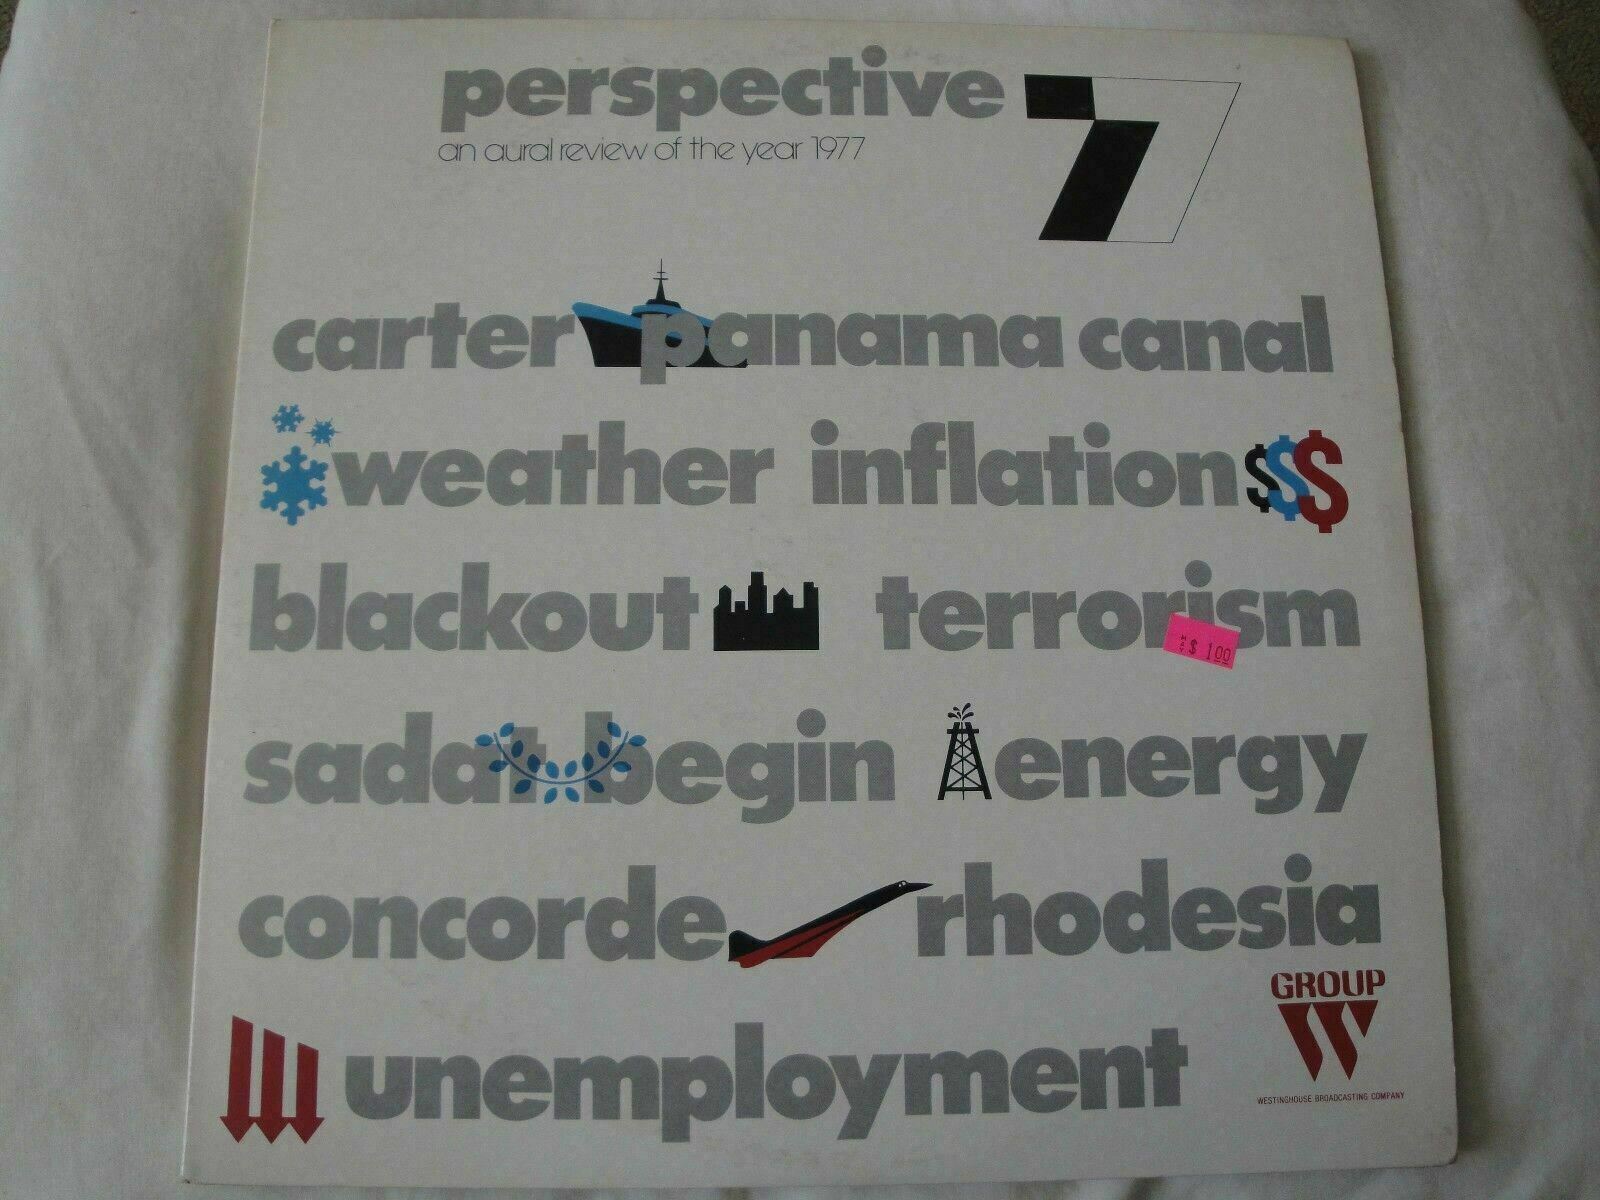 perspective 77
an aural review of the year 1977
carter panama canal
weather inflation $$$
blackout terrorism
$ 1.00
sadat begin energy
concorde rhodesia
GROUP
W
unemployment
WESTINGHOUSE BROADCASTING COMPANY